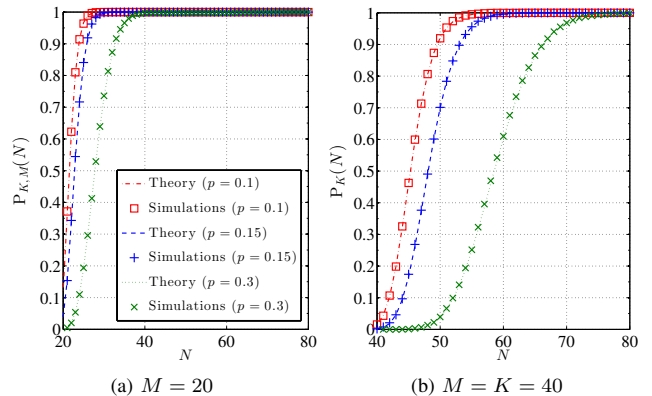 1
0.9
0.8
0.7
0.6
0.5
0.4
0.3
0.2
0.1
0
P_{K,M}(N)
20 40 60 80
N
Theory (p = 0.1)
Simulations (p = 0.1)
Theory (p = 0.15)
Simulations (p = 0.15)
Theory (p = 0.3)
Simulations (p = 0.3)
(a) M = 20
1
0.9
0.8
0.7
0.6
0.5
0.4
0.3
0.2
0.1
0
P_K(N)
40 50 60 70 80
N
(b) M = K = 40